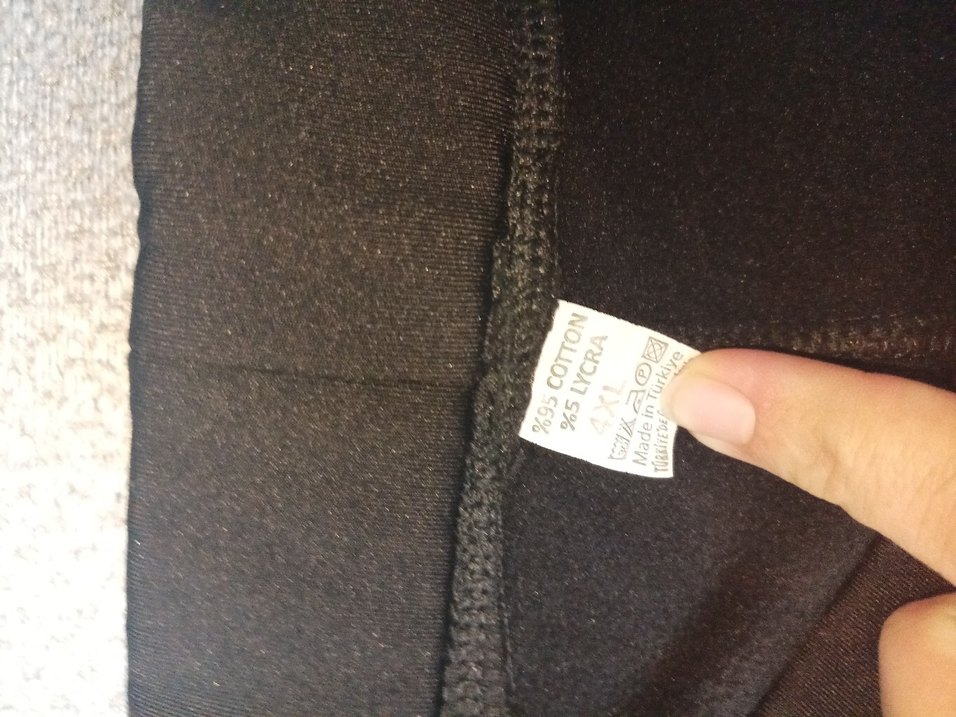 %95 COTTON
%5 LYCRA
4XL
Made in Türkiye